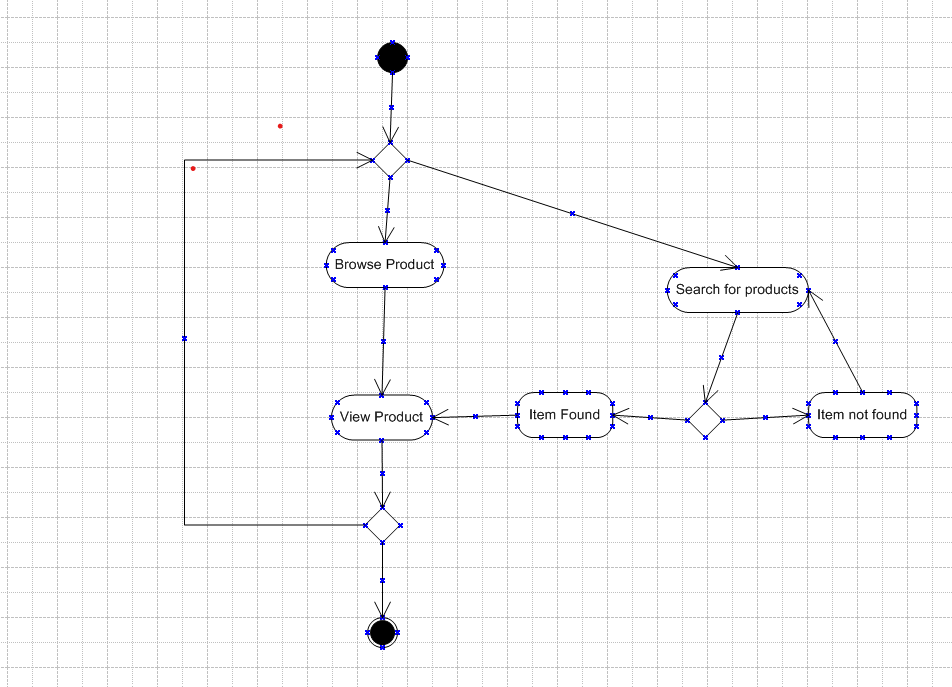 Browse Product
Search for products
View Product
Item Found
Item not found